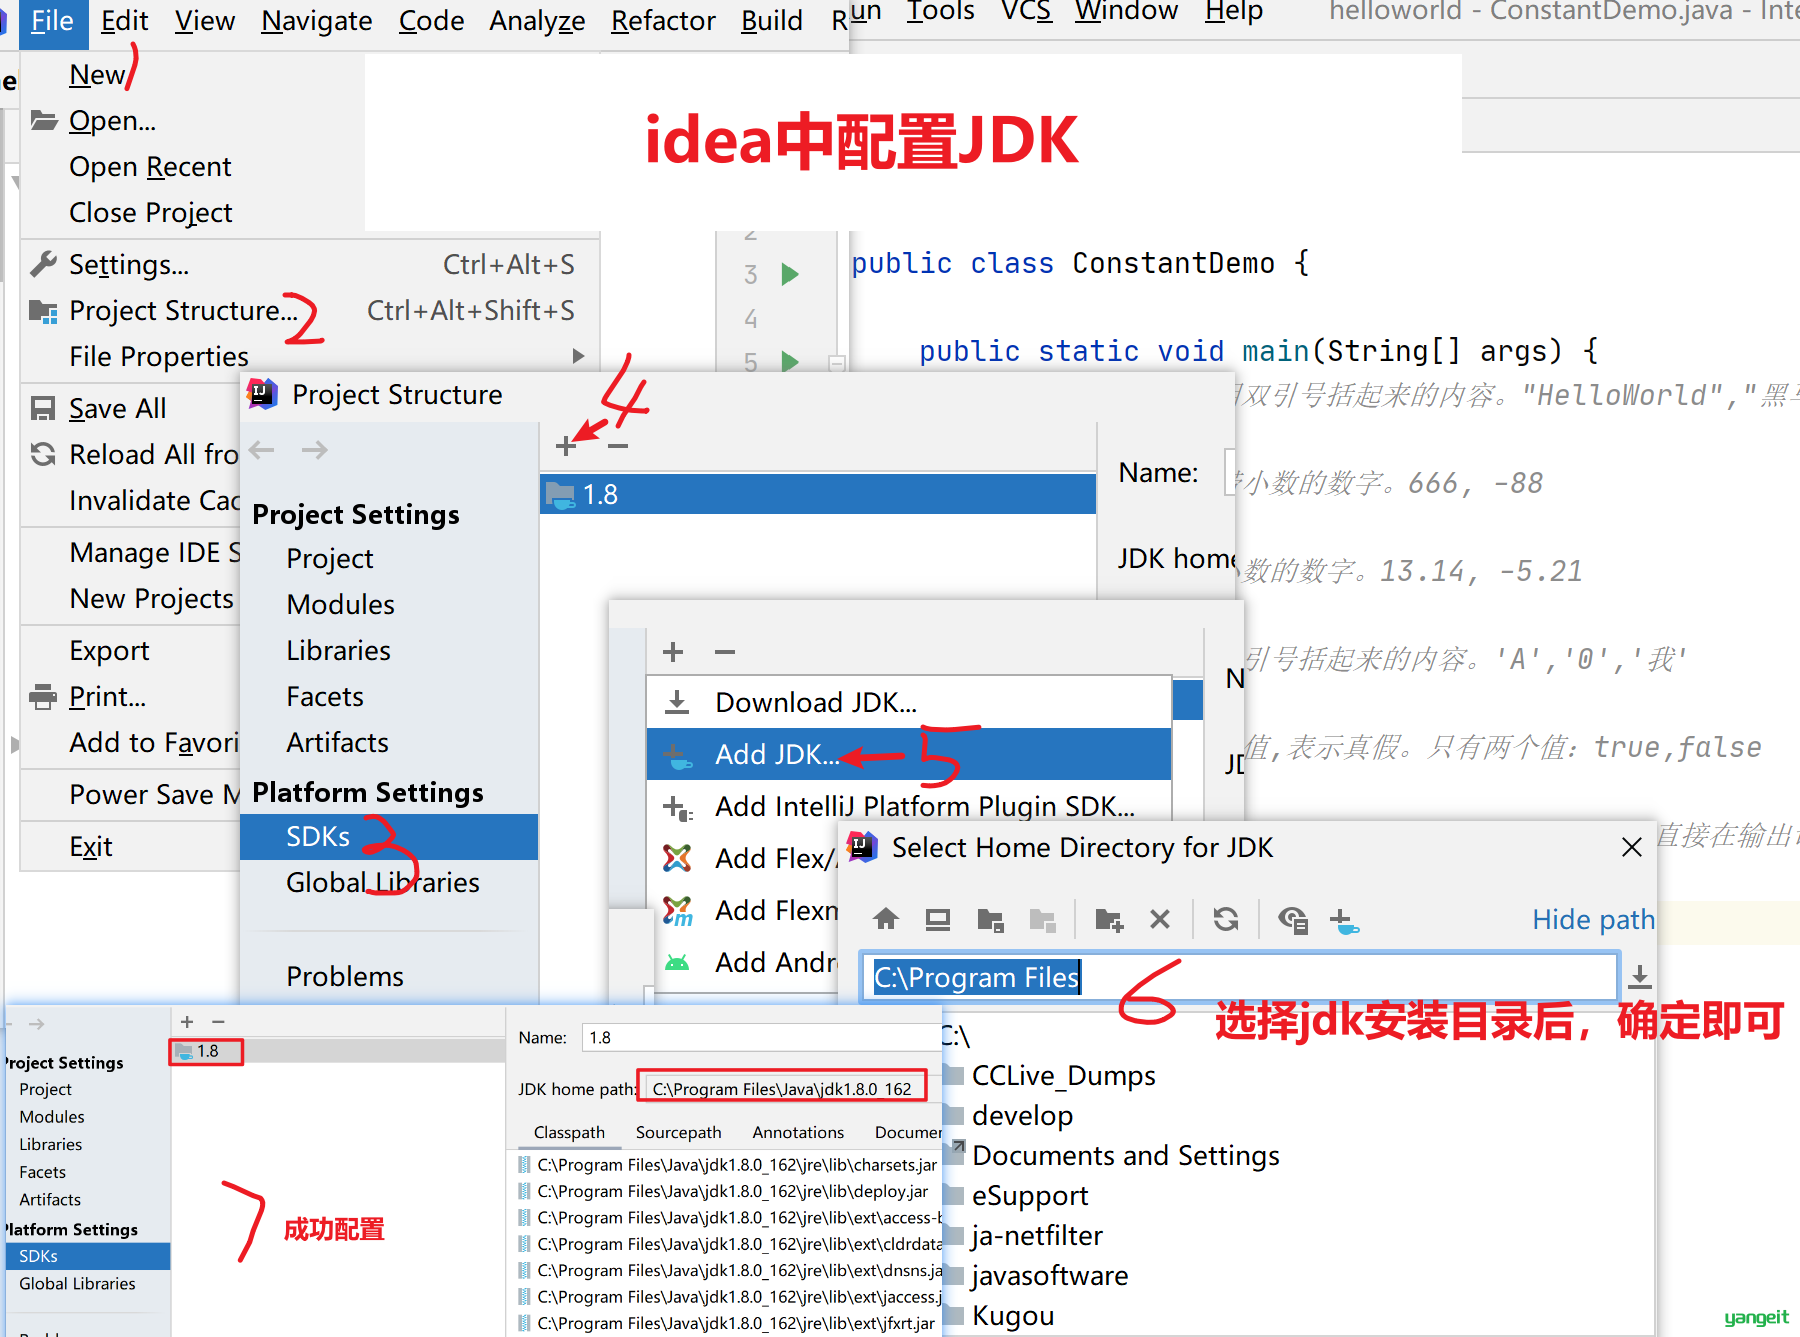 File Edit View Navigate Code Analyze Refactor Build R
un Tools VCS Window Help helloworld - ConstantDemo.java - Inte
New 1
Open...
Open Recent
Close Project
Settings... Ctrl+Alt+S
Project Structure... 2 Ctrl+Alt+Shift+S
File Properties
Save All
Reload All fro
Invalidate Cac
Manage IDE S
New Projects
Export
Print...
Add to Favori
Power Save M
Exit
idea中配置JDK
2
3
4
5
public class ConstantDemo {
public static void main(String[] args) {
双引号括起来的内容。"HelloWorld","黑马
小数的数字。666, -88
数的数字。13.14, -5.21
引号括起来的内容。'A','0','我'
值,表示真假。只有两个值：true,false
直接在输出
Project Structure
4
1.8
Name:
JDK home
Project Settings
Project
Modules
Libraries
Facets
Artifacts
Platform Settings
SDKs 3
Global Libraries
Problems
N
JD
Download JDK...
Add JDK... 5
Add IntelliJ Platform Plugin SDK...
Add Flex/
Add Flexm
Add Andr
Select Home Directory for JDK
Hide path
C:\Program Files
6 选择jdk安装目录后，确定即可
C:\
CCLive_Dumps
develop
Documents and Settings
eSupport
ja-netfilter
javasoftware
Kugou
Project Settings
Project
Modules
Libraries
Facets
Artifacts
Platform Settings
SDKs
Global Libraries
1.8
7 成功配置
Name: 1.8
JDK home path: C:\Program Files\Java\jdk1.8.0_162
Classpath Sourcepath Annotations Documen
C:\Program Files\Java\jdk1.8.0_162\jre\lib\charsets.jar
C:\Program Files\Java\jdk1.8.0_162\jre\lib\deploy.jar
C:\Program Files\Java\jdk1.8.0_162\jre\lib\ext\access-b
C:\Program Files\Java\jdk1.8.0_162\jre\lib\ext\cldrdata
C:\Program Files\Java\jdk1.8.0_162\jre\lib\ext\dnsns.ja
C:\Program Files\Java\jdk1.8.0_162\jre\lib\ext\jaccess.j
C:\Program Files\Java\jdk1.8.0_162\jre\lib\ext\jfxrt.jar
yangeit